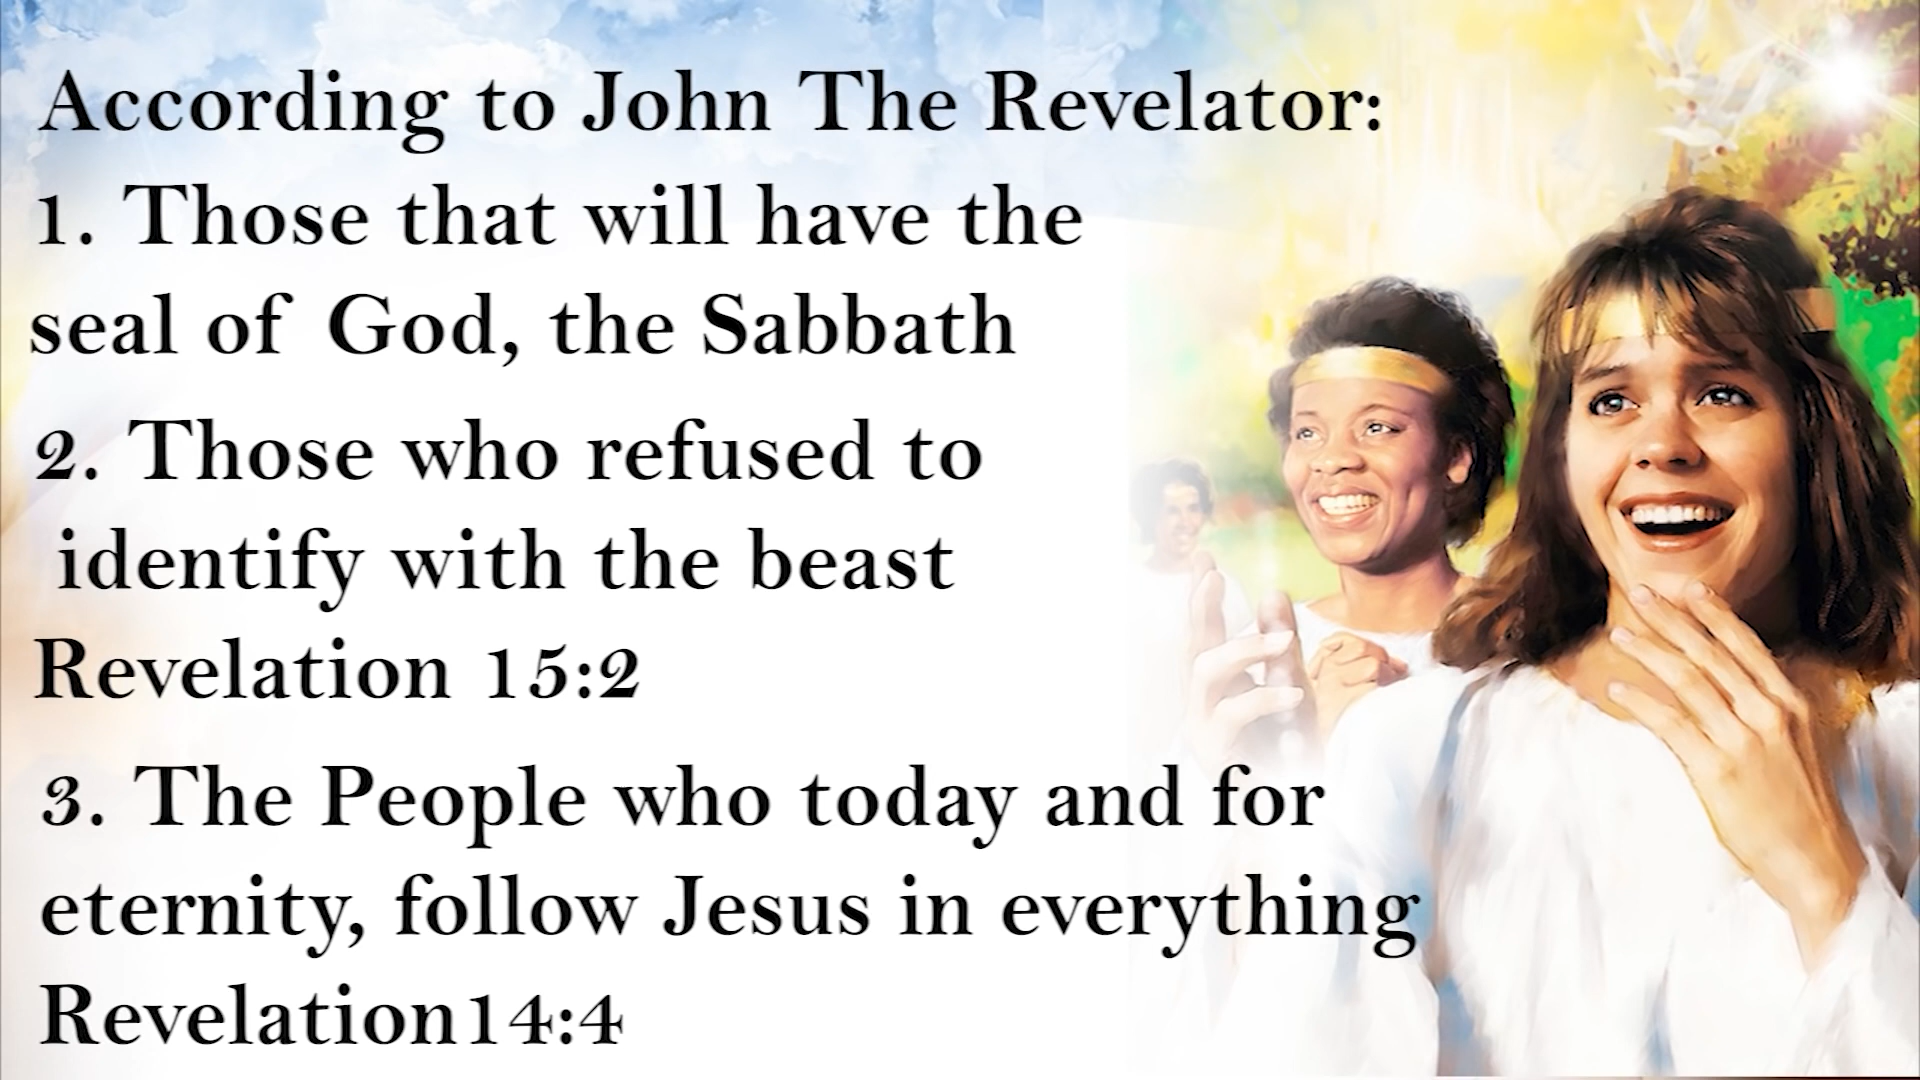 According to John The Revelator:
1. Those that will have the
seal of God, the Sabbath
2. Those who refused to
identify with the beast
Revelation 15:2
3. The People who today and for
eternity, follow Jesus in everything
Revelation14:4